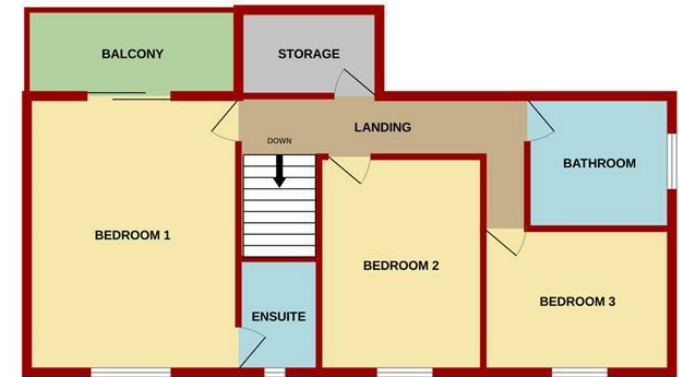 BALCONY
STORAGE
LANDING
DOWN
BATHROOM
BEDROOM 1
BEDROOM 2
BEDROOM 3
ENSUITE